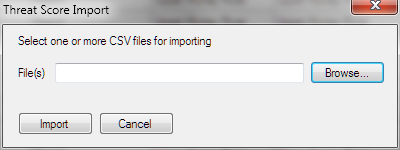 Threat Score Import
Select one or more CSV files for importing
File(s)
Browse...
Import
Cancel